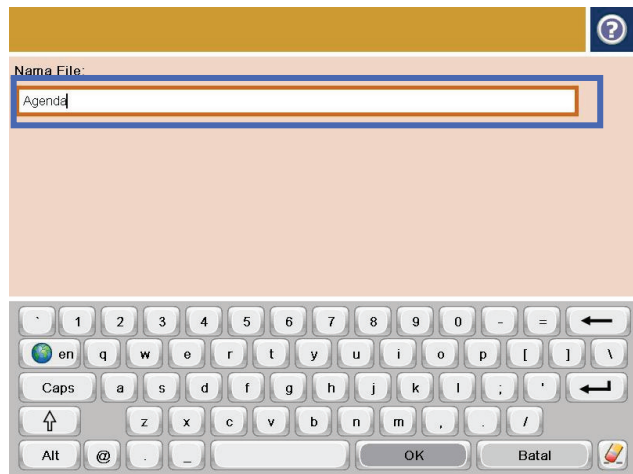 ?
Nama File:
Agenda
` 1 2 3 4 5 6 7 8 9 0 - =
en q w e r t y u i o p [ ] \
Caps a s d f g h j k l ; '
z x c v b n m , . /
Alt @ . _ OK Batal